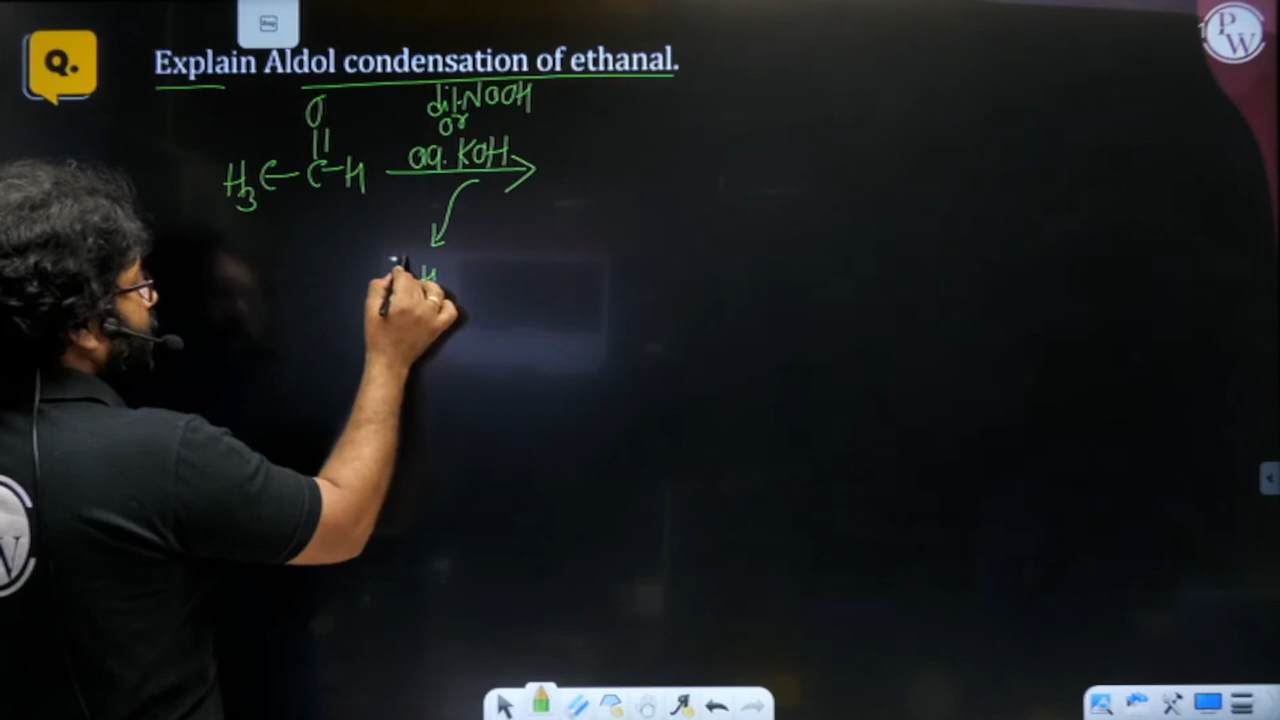 Q.
Explain Aldol condensation of ethanal.
O
||
H3C-C-H
dil·NaOH
or
aq. KOH
H
PW
W